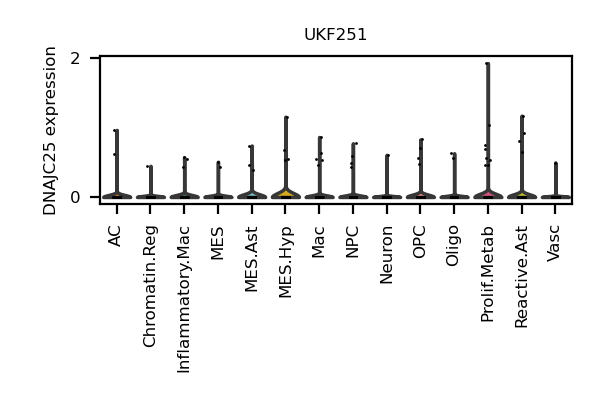 UKF251
DNAJC25 expression
2
0
AC
Chromatin.Reg
Inflammatory.Mac
MES
MES.Ast
MES.Hyp
Mac
NPC
Neuron
OPC
Oligo
Prolif.Metab
Reactive.Ast
Vasc